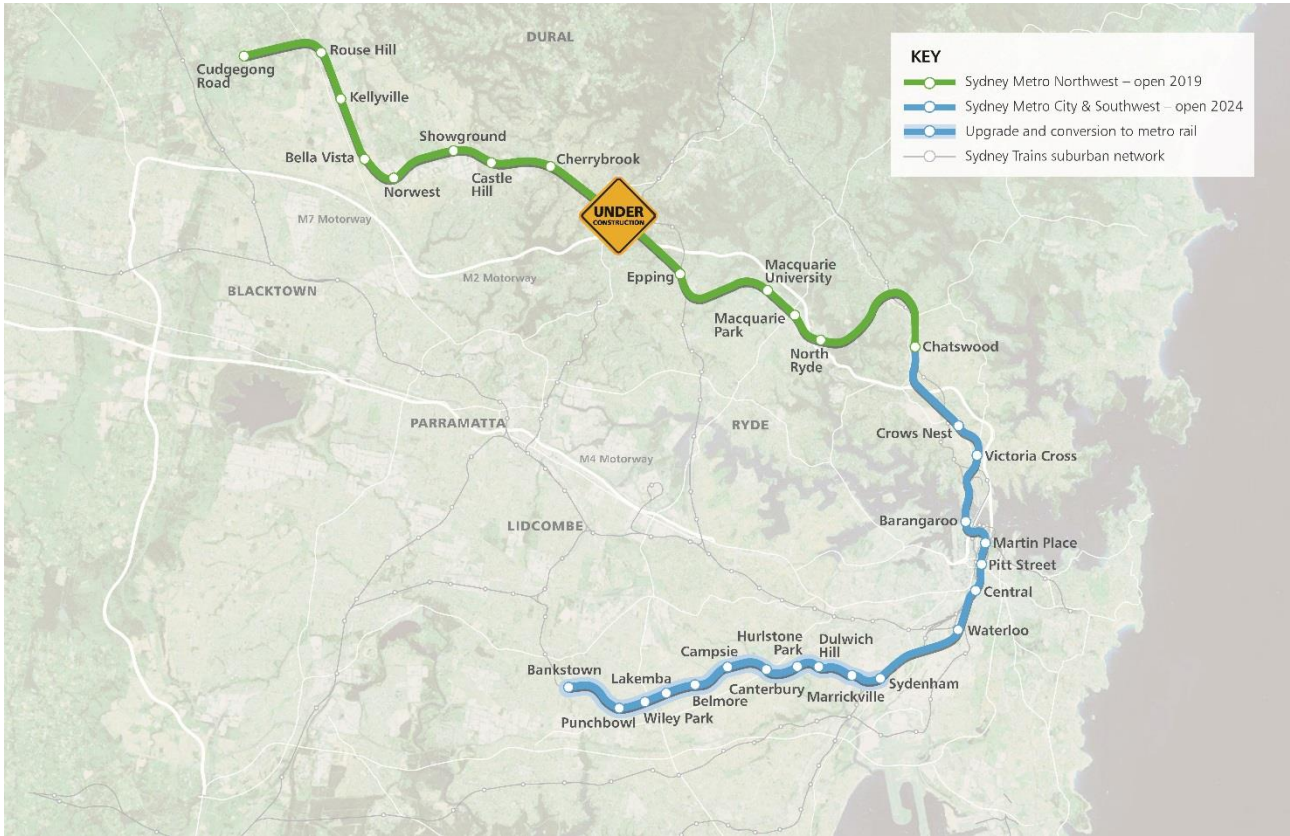 DURAL
KEY
Sydney Metro Northwest – open 2019
Sydney Metro City & Southwest – open 2024
Upgrade and conversion to metro rail
Sydney Trains suburban network
Cudgegong
Road
Rouse Hill
Kellyville
Bella Vista
Norwest
Showground
Castle
Hill
Cherrybrook
UNDER
CONSTRUCTION
M7 Motorway
M2 Motorway
BLACKTOWN
Epping
Macquarie
University
Macquarie
Park
North
Ryde
Chatswood
PARRAMATTA
RYDE
M4 Motorway
LIDCOMBE
Crows Nest
Victoria Cross
Barangaroo
Martin Place
Pitt Street
Central
Waterloo
Sydenham
Marrickville
Dulwich
Hill
Hurlstone
Park
Canterbury
Campsie
Belmore
Lakemba
Wiley Park
Punchbowl
Bankstown